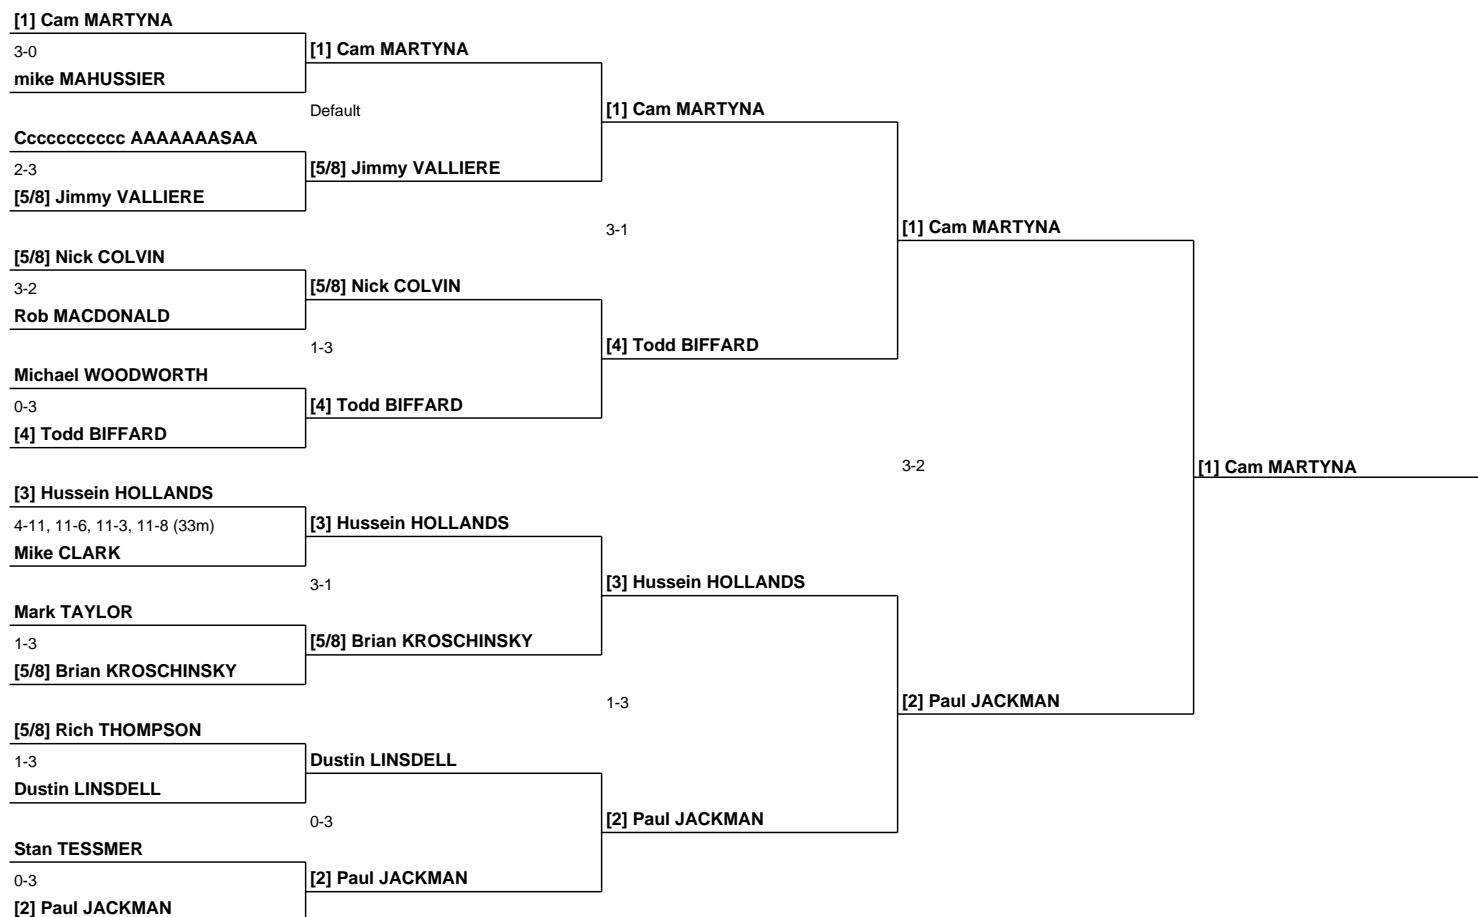 [1] Cam MARTYNA
3-0
mike MAHUSSIER
Cccccccccccc AAAAAAASAA
2-3
[5/8] Jimmy VALLIERE
[5/8] Nick COLVIN
3-2
Rob MACDONALD
Michael WOODWORTH
0-3
[4] Todd BIFFARD
[3] Hussein HOLLANDS
4-11, 11-6, 11-3, 11-8 (33m)
Mike CLARK
Mark TAYLOR
1-3
[5/8] Brian KROSCHINSKY
[5/8] Rich THOMPSON
1-3
Dustin LINSDELL
Stan TESSMER
0-3
[2] Paul JACKMAN
[1] Cam MARTYNA
Default
[5/8] Jimmy VALLIERE
[5/8] Nick COLVIN
1-3
[4] Todd BIFFARD
[3] Hussein HOLLANDS
3-1
[5/8] Brian KROSCHINSKY
Dustin LINSDELL
0-3
[2] Paul JACKMAN
[1] Cam MARTYNA
3-1
[4] Todd BIFFARD
[3] Hussein HOLLANDS
1-3
[2] Paul JACKMAN
[1] Cam MARTYNA
3-2
[2] Paul JACKMAN
[1] Cam MARTYNA